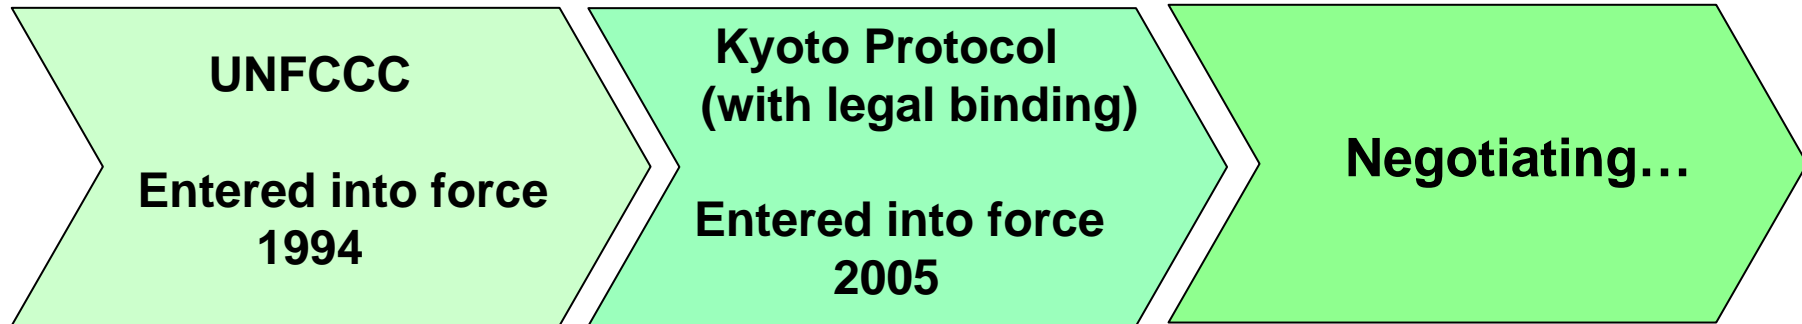 UNFCCC
Entered into force
1994
Kyoto Protocol
(with legal binding)
Entered into force
2005
Negotiating…